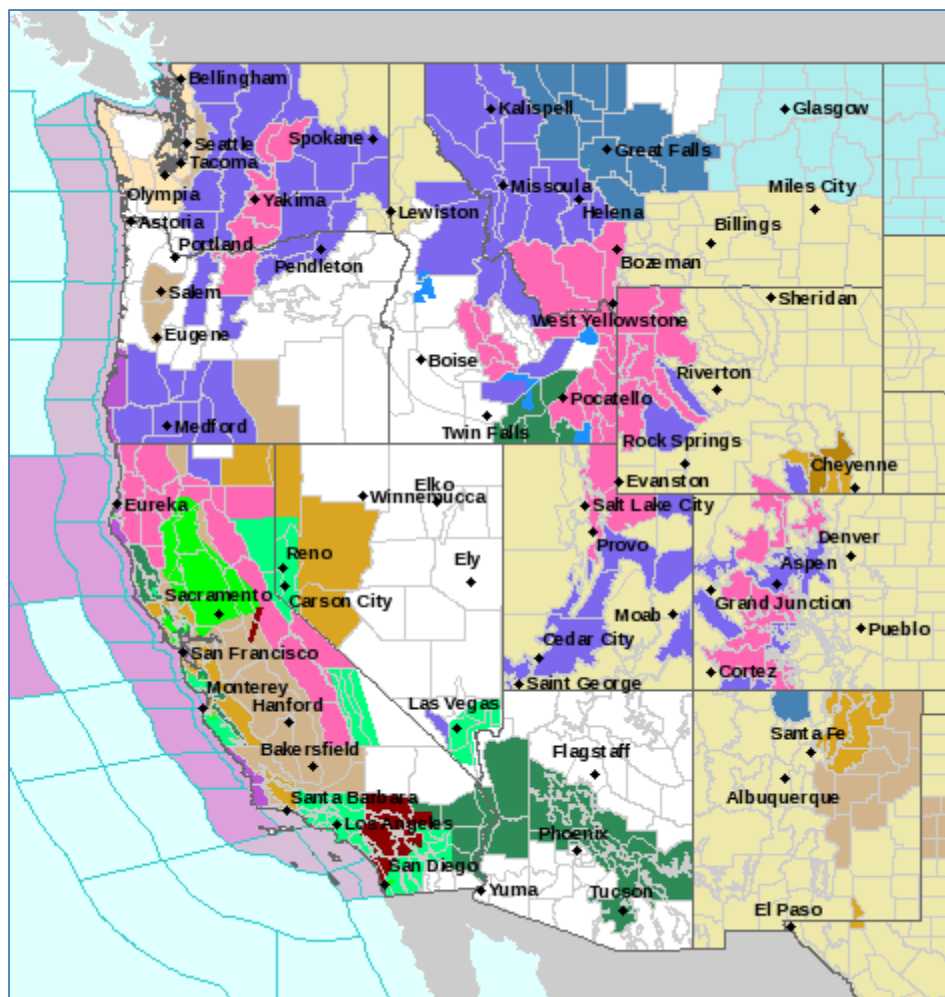 Bellingham
Kalispell
Glasgow
Seattle
Spokane
Great Falls
Tacoma
Olympia
Missoula
Miles City
Yakima
Helena
Astoria
Lewiston
Billings
Portland
Pendleton
Bozeman
Salem
Sheridan
West Yellowstone
Eugene
Boise
Riverton
Pocatello
Medford
Twin Falls
Rock Springs
Cheyenne
Elko
Evanston
Winnemucca
Eureka
Salt Lake City
Provo
Denver
Reno
Ely
Aspen
Sacramento
Carson City
Grand Junction
Moab
Pueblo
San Francisco
Cedar City
Cortez
Saint George
Monterey
Hanford
Las Vegas
Santa Fe
Bakersfield
Flagstaff
Albuquerque
Santa Barbara
Los Angeles
Phoenix
San Diego
Yuma
Tucson
El Paso